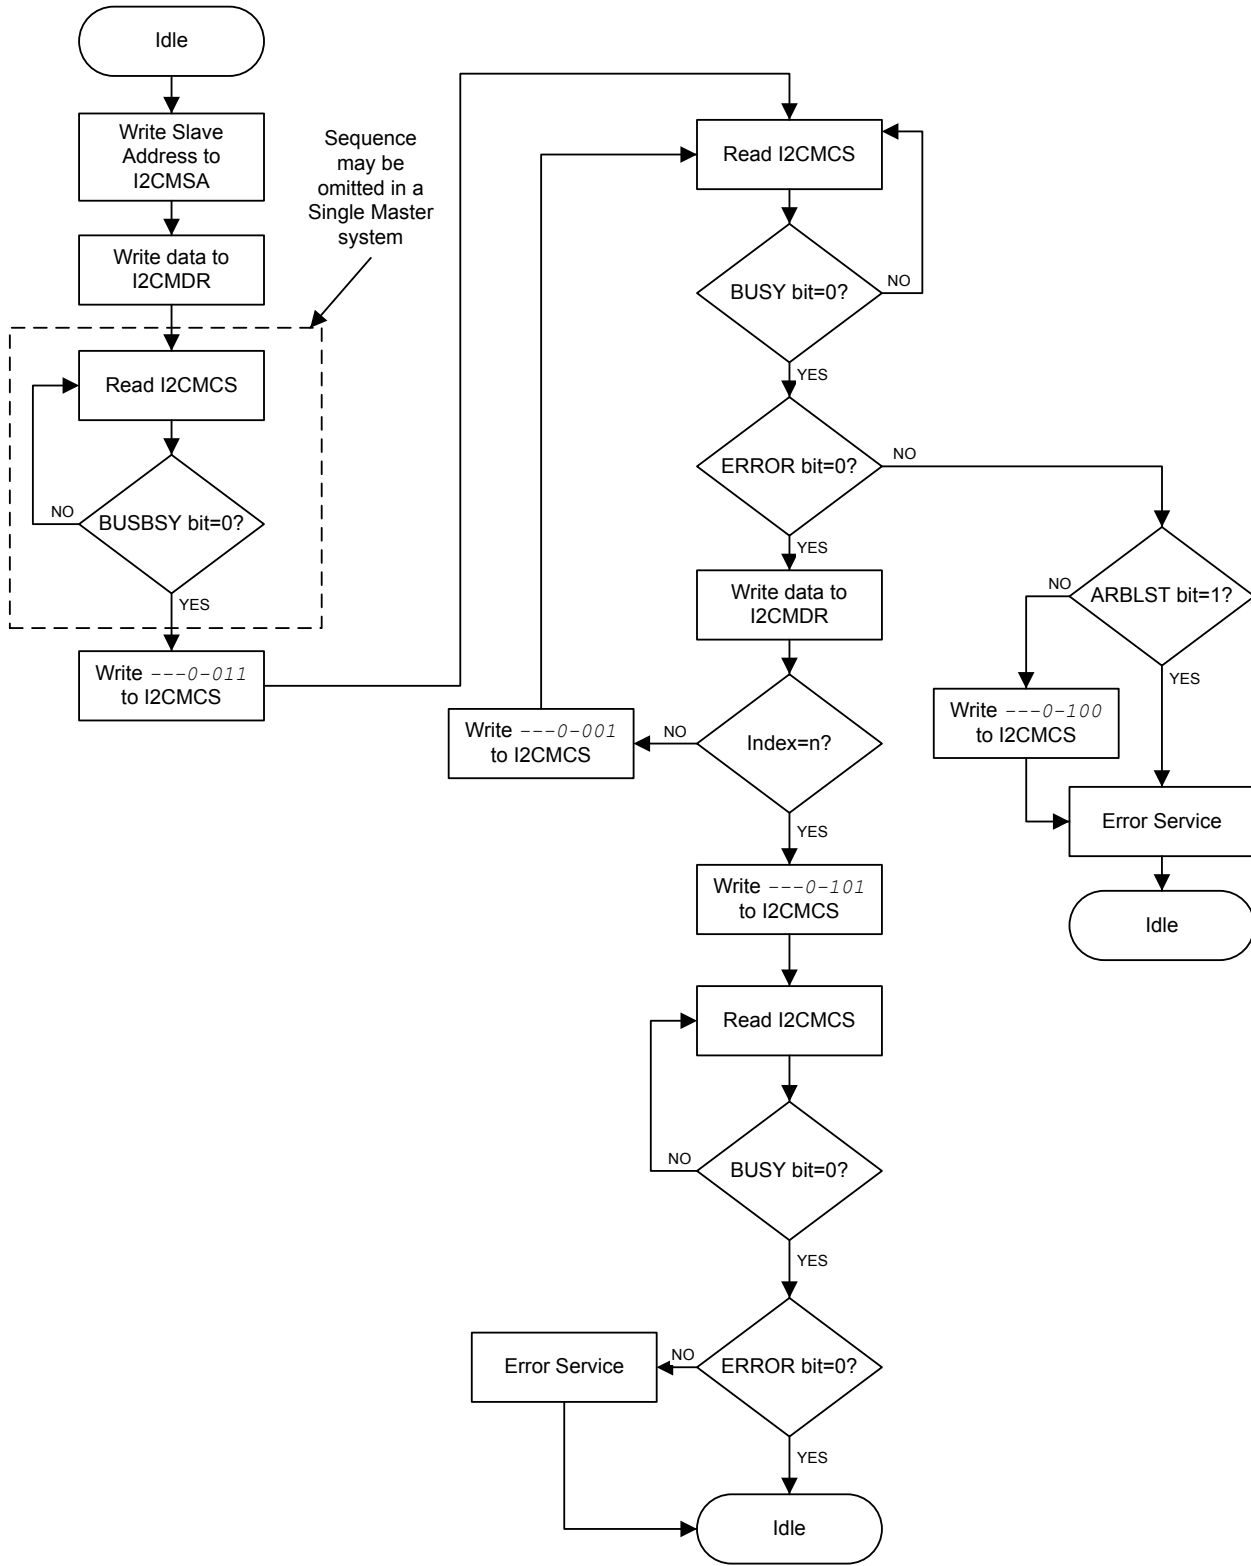 Idle
Write Slave
Address to
I2CMSA
Write data to
I2CMDR
Sequence
may be
omitted in a
Single Master
system
Read I2CMCS
BUSBSY bit=0?
NO
YES
Write ---0-011
to I2CMCS
Read I2CMCS
BUSY bit=0?
NO
YES
ERROR bit=0?
NO
YES
Write data to
I2CMDR
Index=n?
NO
Write ---0-001
to I2CMCS
YES
ARBLST bit=1?
NO
YES
Write ---0-100
to I2CMCS
Error Service
Idle
Write ---0-101
to I2CMCS
Read I2CMCS
BUSY bit=0?
NO
YES
ERROR bit=0?
NO
Error Service
YES
Idle